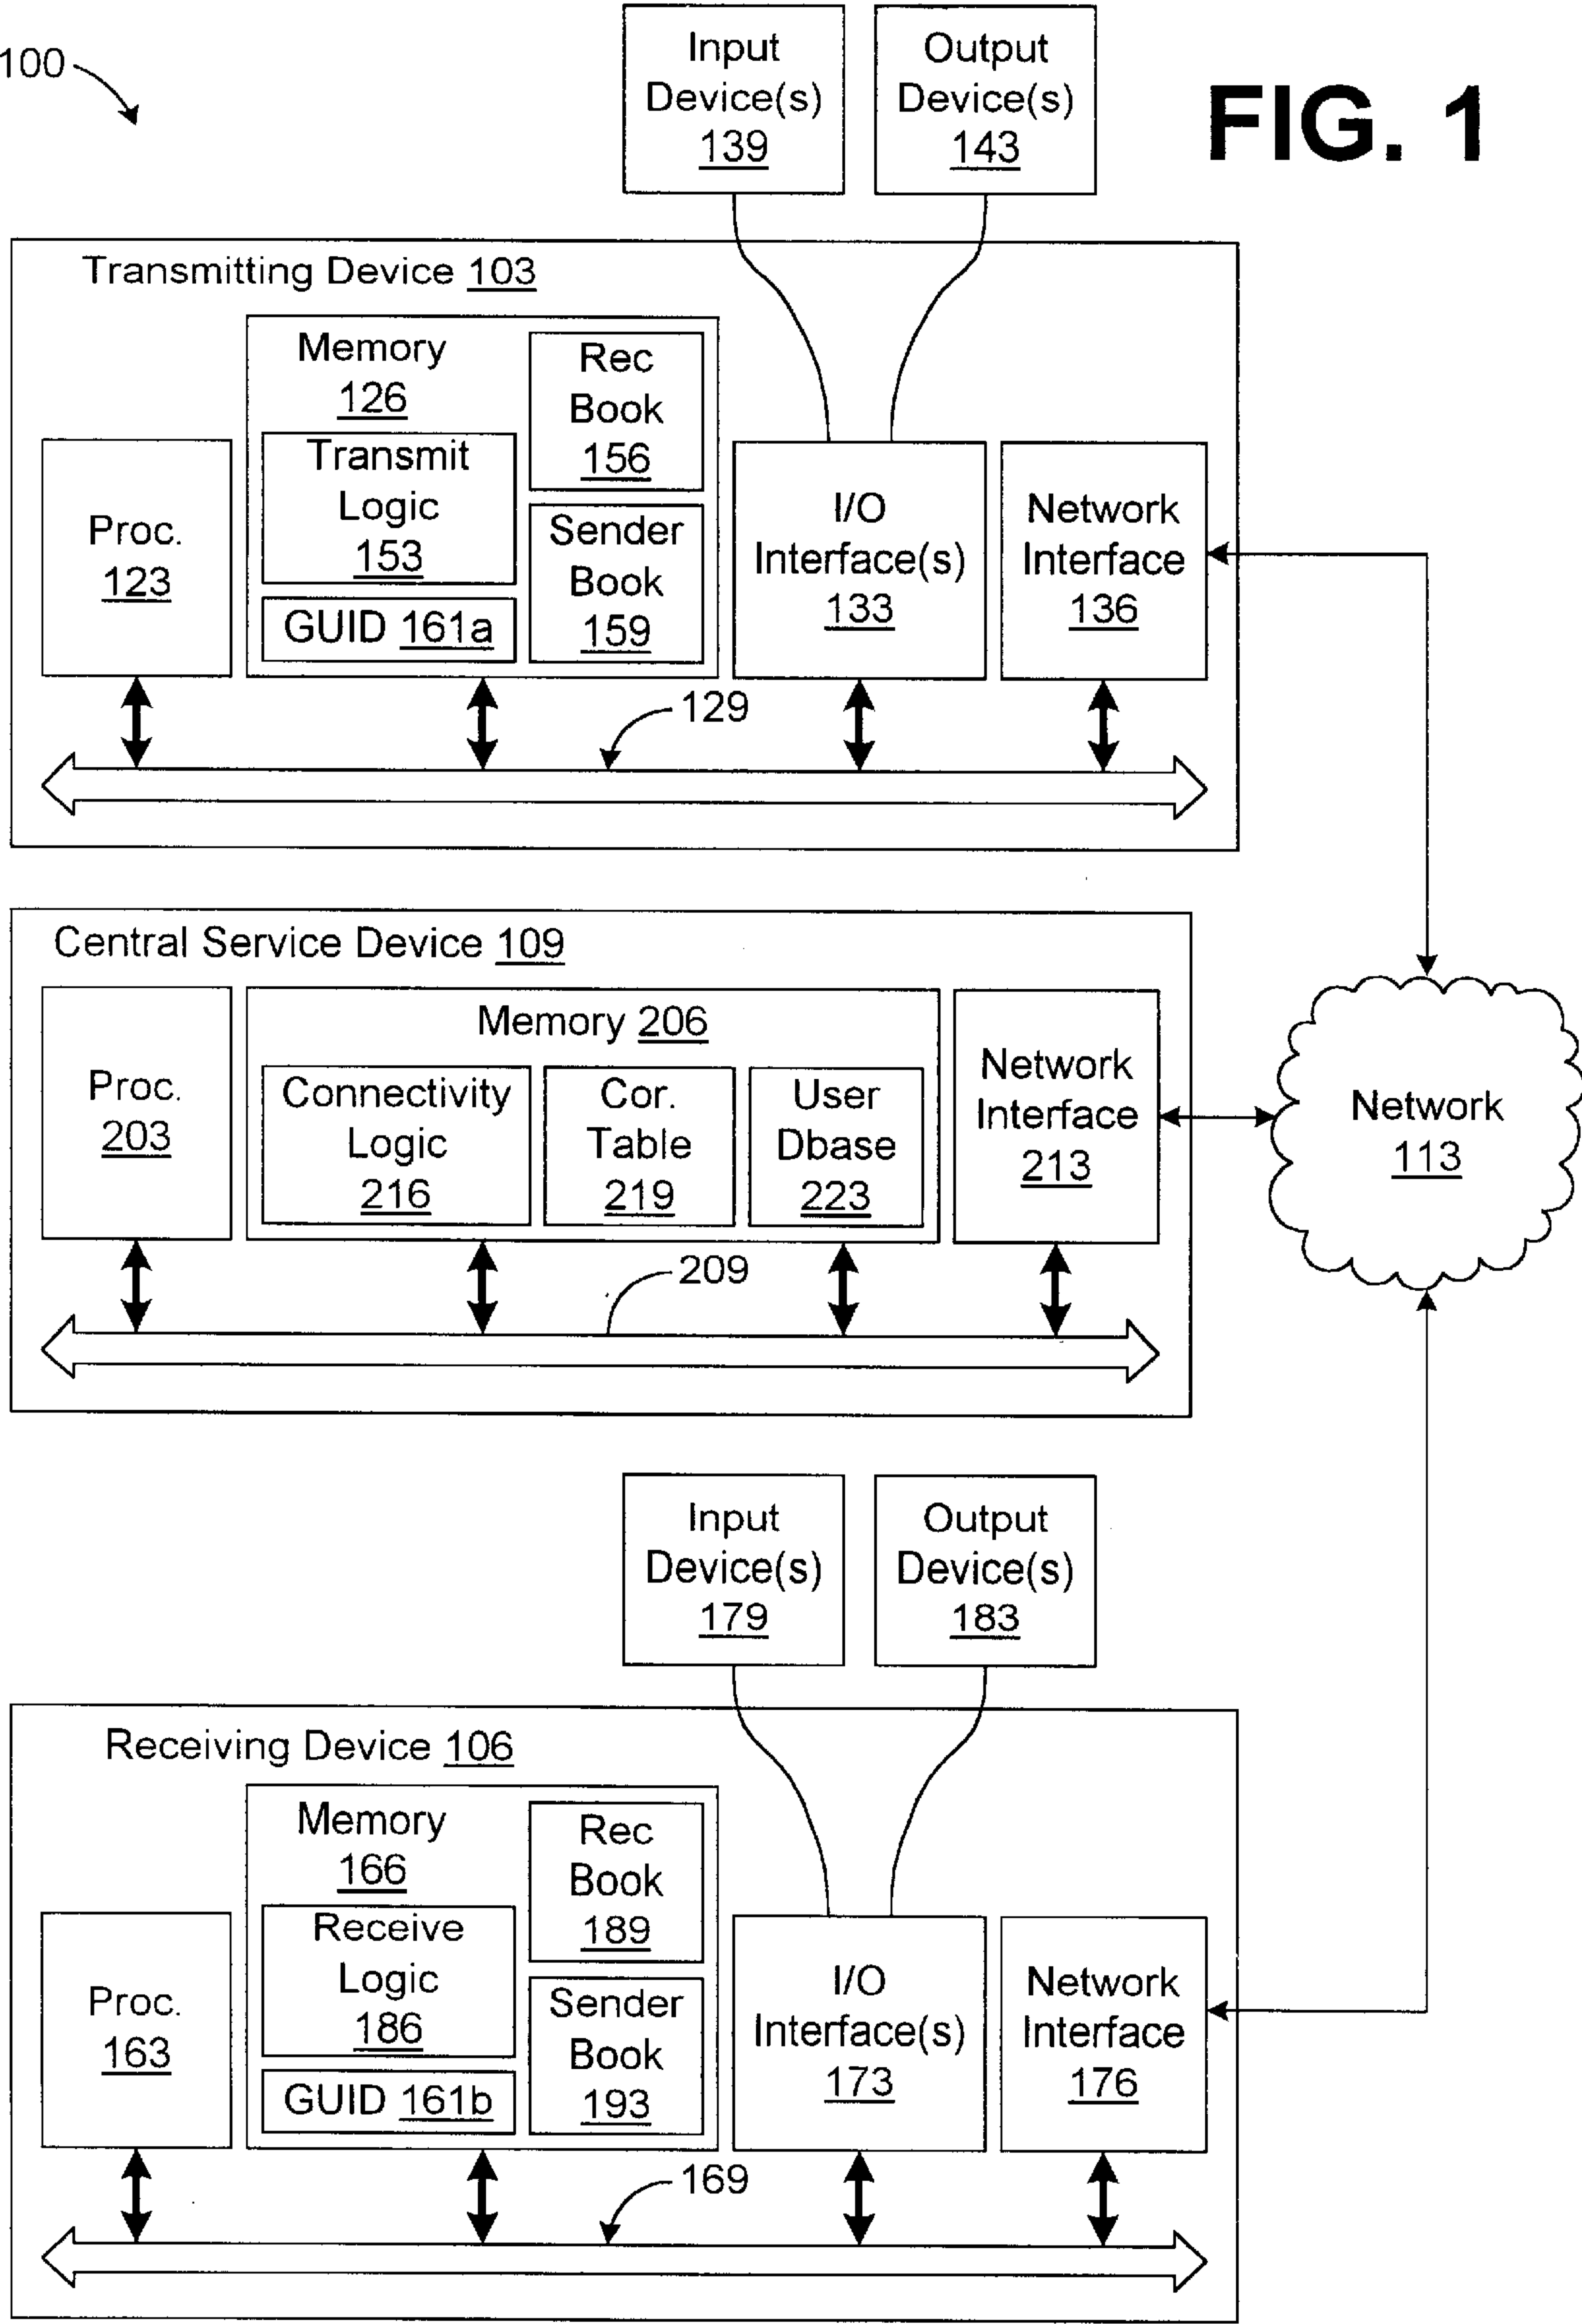 100
Input
Device(s)
139
Output
Device(s)
143
FIG. 1
Transmitting Device 103
Memory
126
Rec
Book
156
Transmit
Logic
153
Sender
Book
159
GUID 161a
Proc.
123
I/O
Interface(s)
133
Network
Interface
136
129
Central Service Device 109
Proc.
203
Memory 206
Connectivity
Logic
216
Cor.
Table
219
User
Dbase
223
Network
Interface
213
Network
113
209
Input
Device(s)
179
Output
Device(s)
183
Receiving Device 106
Memory
166
Rec
Book
189
Receive
Logic
186
Sender
Book
193
GUID 161b
Proc.
163
I/O
Interface(s)
173
Network
Interface
176
169